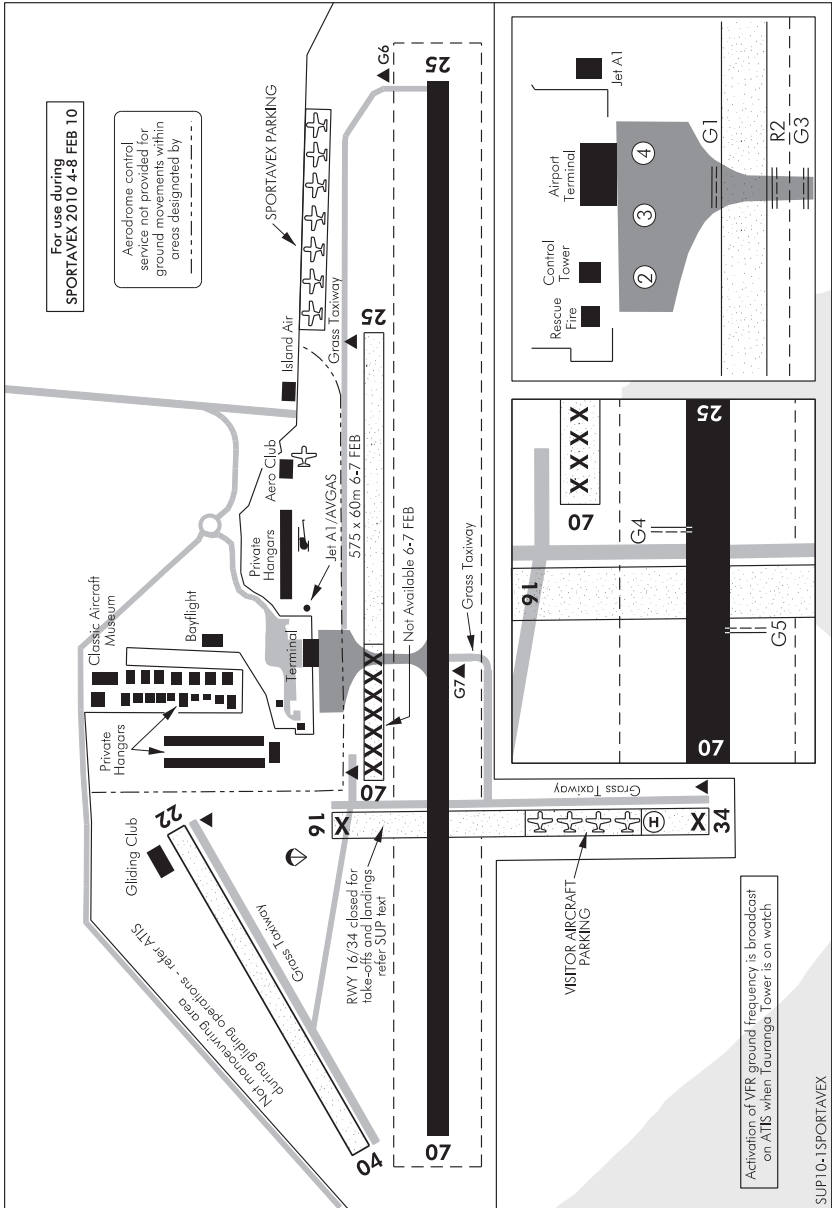 For use during
SPORTAVEX 2010 4-8 FEB 10
Aerodrome control
service not provided for
ground movements within
areas designated by
SPORTAVEX PARKING
G6
25
Grass Taxiway
25
Island Air
Aero Club
575 x 60m 6-7 FEB
Jet A1/AVGAS
Private
Hangars
Not Available 6-7 FEB
Grass Taxiway
Classic Aircraft
Museum
Bayflight
Terminal
XXXXXXXX
G7
Private
Hangars
07
Grass Taxiway
22
Gliding Club
16
X
H
X
34
RWY 16/34 closed for
take-offs and landings
refer SUP text
VISITOR AIRCRAFT
PARKING
Grass Taxiway
Not manoeuvring area
during gliding operations - refer ATIS
04
07
Activation of VFR ground frequency is broadcast
on ATIS when Tauranga Tower is on watch
SUP10-1SPORTAVEX
Jet A1
Airport
Terminal
Control
Tower
Rescue
Fire
2
3
4
G1
R2
G3
16
07
X X X X
G4
25
G5
07